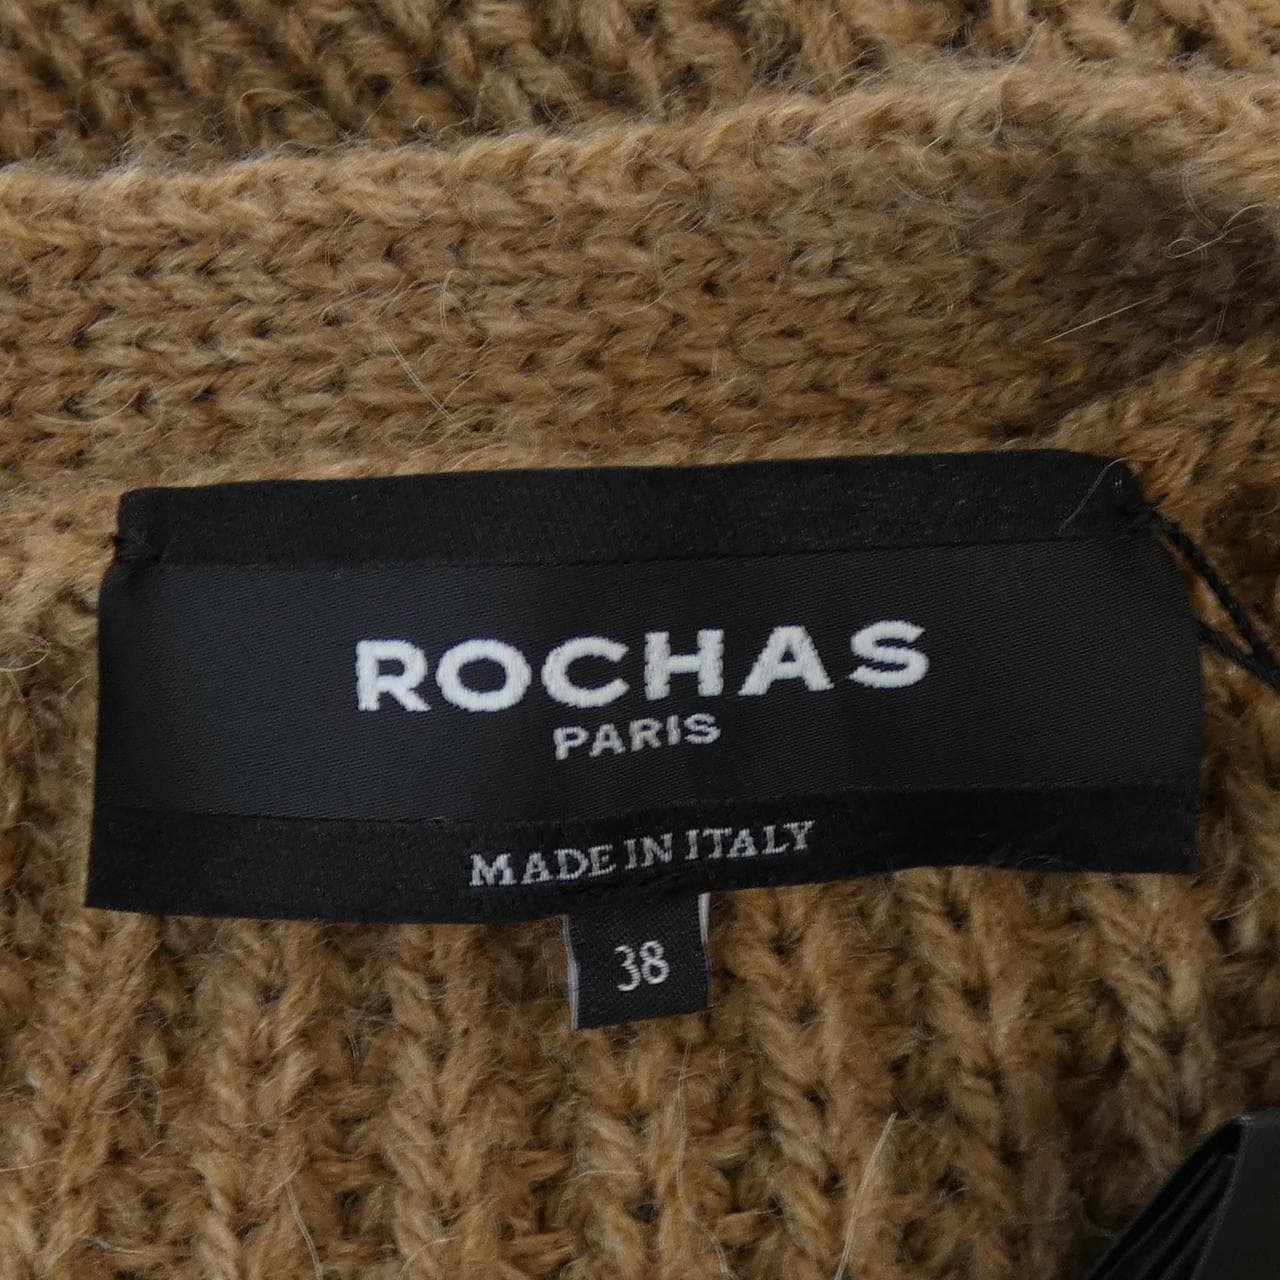 ROCHAS
PARIS
MADE IN ITALY
38